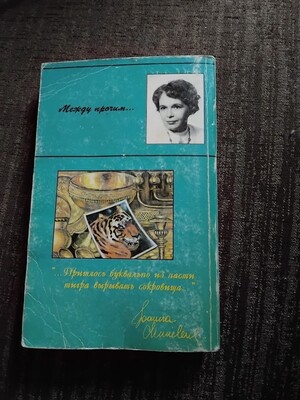 Между прочим...
"...Пришлось буквально из пасти
тигра вырывать сокровища...
Иоанна
Хмелевская